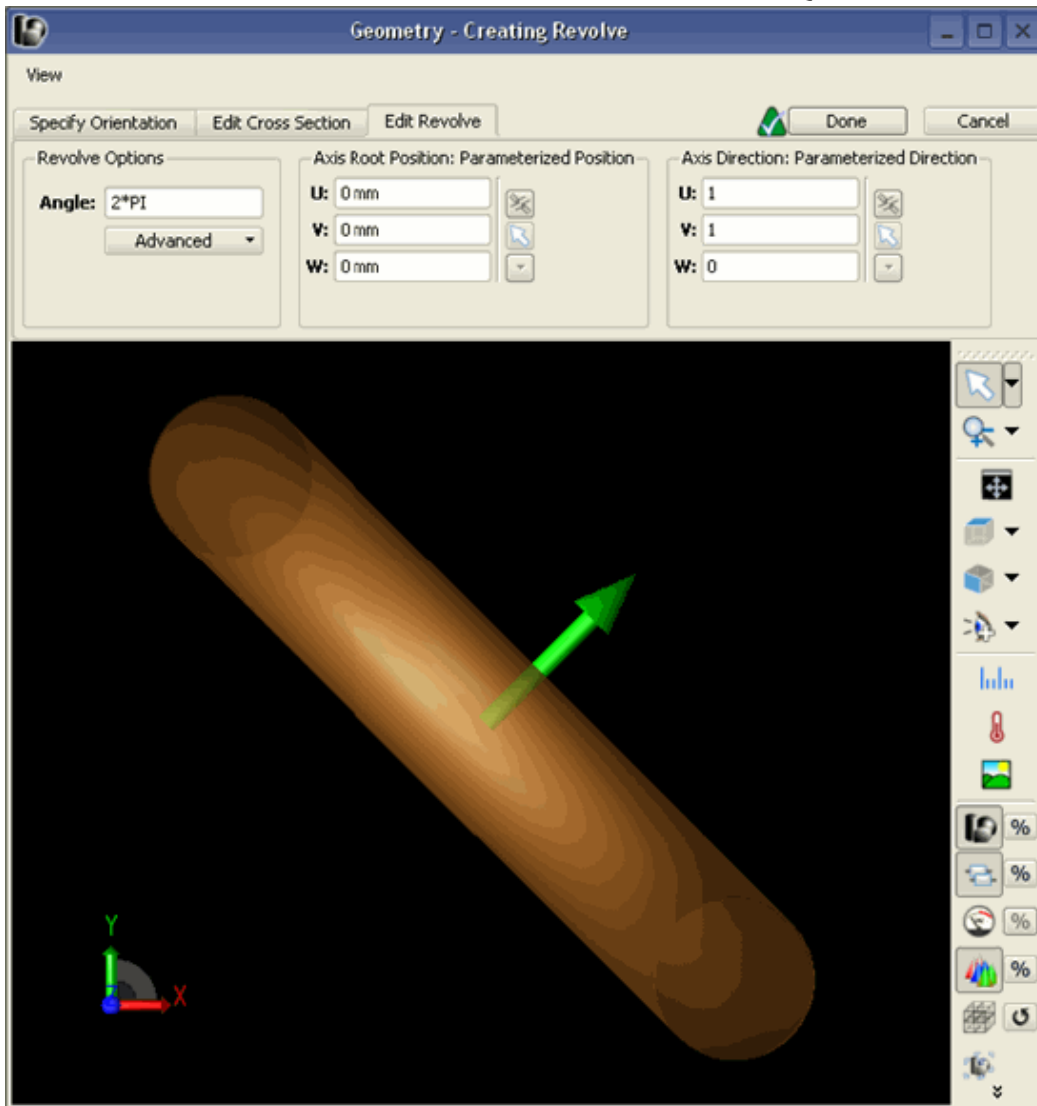 Geometry - Creating Revolve
View
Specify Orientation Edit Cross Section Edit Revolve Done Cancel
Revolve Options Axis Root Position: Parameterized Position Axis Direction: Parameterized Direction
Angle: 2*PI U: 0 mm U: 1
Advanced V: 0 mm V: 1
W: 0 mm W: 0
%
%
%
%
Y
X